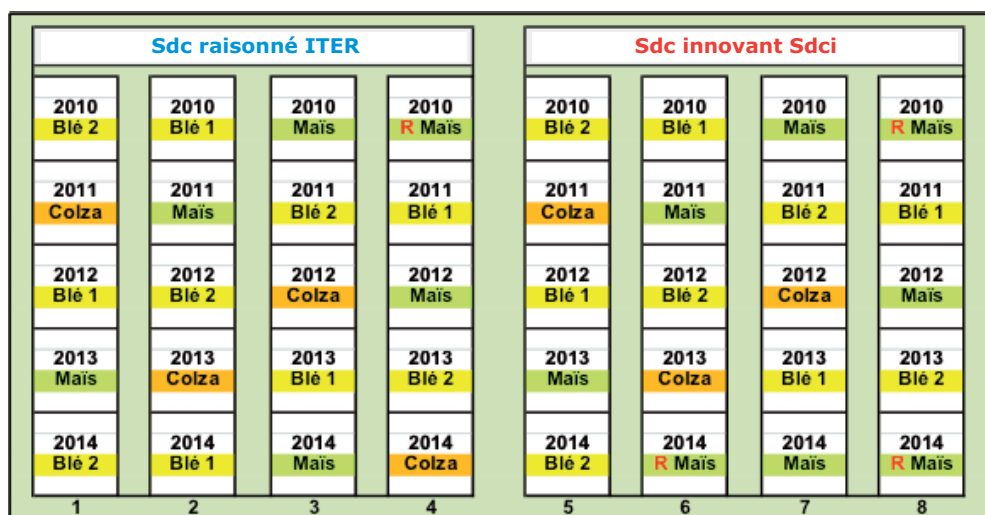 Sdc raisonné ITER Sdc innovant Sdci
2010 2010 2010 2010 2010 2010 2010 2010
Blé 2 Blé 1 Maïs R Maïs Blé 2 Blé 1 Maïs R Maïs
2011 2011 2011 2011 2011 2011 2011 2011
Colza Maïs Blé 2 Blé 1 Colza Maïs Blé 2 Blé 1
2012 2012 2012 2012 2012 2012 2012 2012
Blé 1 Blé 2 Colza Maïs Blé 1 Blé 2 Colza Maïs
2013 2013 2013 2013 2013 2013 2013 2013
Maïs Colza Blé 1 Blé 2 Maïs Colza Blé 1 Blé 2
2014 2014 2014 2014 2014 2014 2014 2014
Blé 2 Blé 1 Maïs Colza Blé 2 R Maïs Maïs R Maïs
1 2 3 4 5 6 7 8